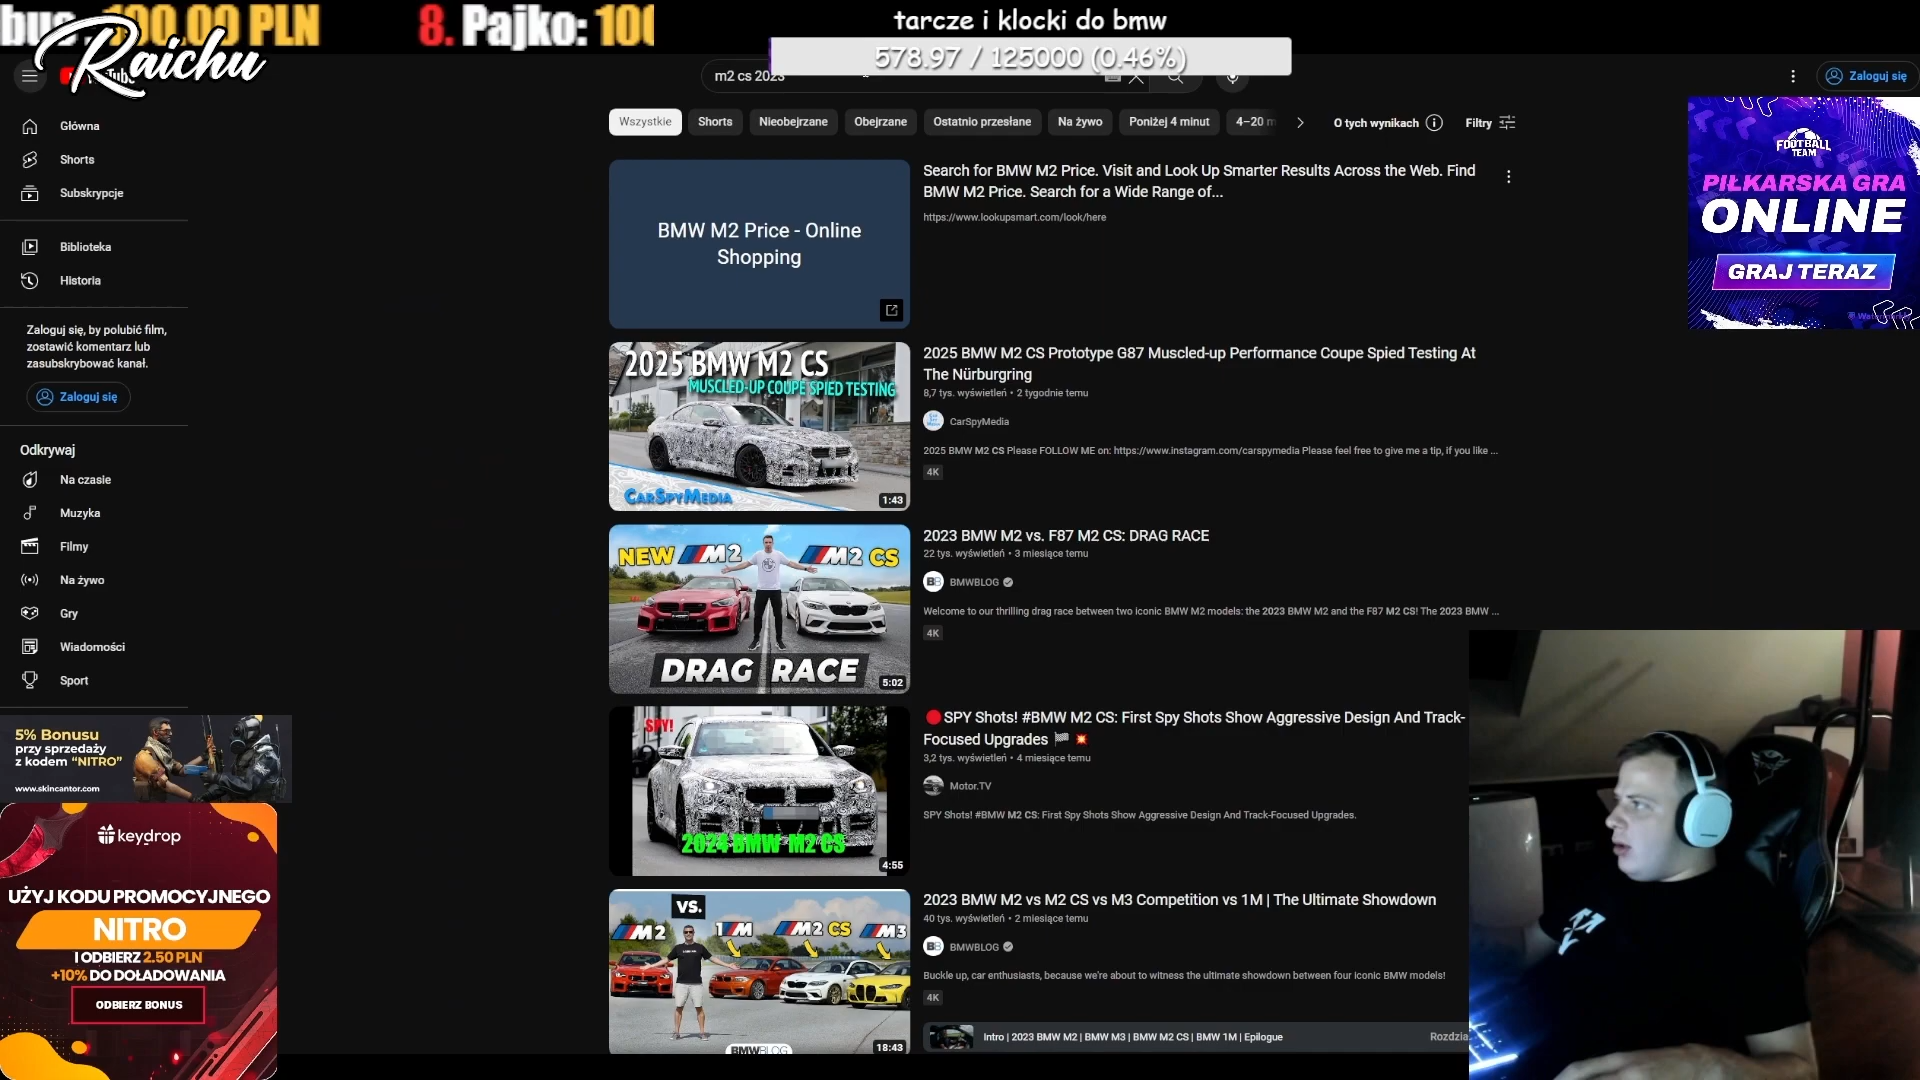 100.00 PLN
8. Pajko: 100
tarcze i klocki do bmw
578.97 / 125000 (0.46%)
Raichu
m2 cs 2023
Zaloguj się
Wszystkie
Shorts
Nieobejrzane
Obejrzane
Ostatnio przesłane
Na żywo
Poniżej 4 minut
4–20 m
O tych wynikach
Filtry
Główna
Shorts
Subskrypcje
Biblioteka
Historia
Zaloguj się, by polubić film,
zostawić komentarz lub
zasubskrybować kanał.
Zaloguj się
Odkrywaj
Na czasie
Muzyka
Filmy
Na żywo
Gry
Wiadomości
Sport
5% Bonusu
przy sprzedaży
z kodem “NITRO”
www.skincantor.com
keydrop
UŻYJ KODU PROMOCYJNEGO
NITRO
I ODBIERZ 2.50 PLN
+10% DO DOŁADOWANIA
ODBIERZ BONUS
BMW M2 Price - Online
Shopping
Search for BMW M2 Price. Visit and Look Up Smarter Results Across the Web. Find
BMW M2 Price. Search for a Wide Range of...
https://www.lookupsmart.com/look/here
2025 BMW M2 CS
MUSCLED-UP COUPE SPIED TESTING
CARSPYMEDIA
1:43
2025 BMW M2 CS Prototype G87 Muscled-up Performance Coupe Spied Testing At
The Nürburgring
8,7 tys. wyświetleń • 2 tygodnie temu
CarSpyMedia
2025 BMW M2 CS Please FOLLOW ME on: https://www.instagram.com/carspymedia Please feel free to give me a tip, if you like ...
4K
NEW M2
M2 CS
DRAG RACE
5:02
2023 BMW M2 vs. F87 M2 CS: DRAG RACE
22 tys. wyświetleń • 3 miesiące temu
BMWBLOG
Welcome to our thrilling drag race between two iconic BMW M2 models: the 2023 BMW M2 and the F87 M2 CS! The 2023 BMW ...
4K
SPY!
2024 BMW M2 CS
4:55
SPY Shots! #BMW M2 CS: First Spy Shots Show Aggressive Design And Track-
Focused Upgrades
3,2 tys. wyświetleń • 4 miesiące temu
Motor.TV
SPY Shots! #BMW M2 CS: First Spy Shots Show Aggressive Design And Track-Focused Upgrades.
VS.
M2
1M
M2 CS
M3
BMWBLOG
18:43
2023 BMW M2 vs M2 CS vs M3 Competition vs 1M | The Ultimate Showdown
40 tys. wyświetleń • 2 miesiące temu
BMWBLOG
Buckle up, car enthusiasts, because we're about to witness the ultimate showdown between four iconic BMW models!
4K
Intro | 2023 BMW M2 | BMW M3 | BMW M2 CS | BMW 1M | Epilogue
Rozdzia
FOOTBALL
TEAM
PIŁKARSKA GRA
ONLINE
GRAJ TERAZ